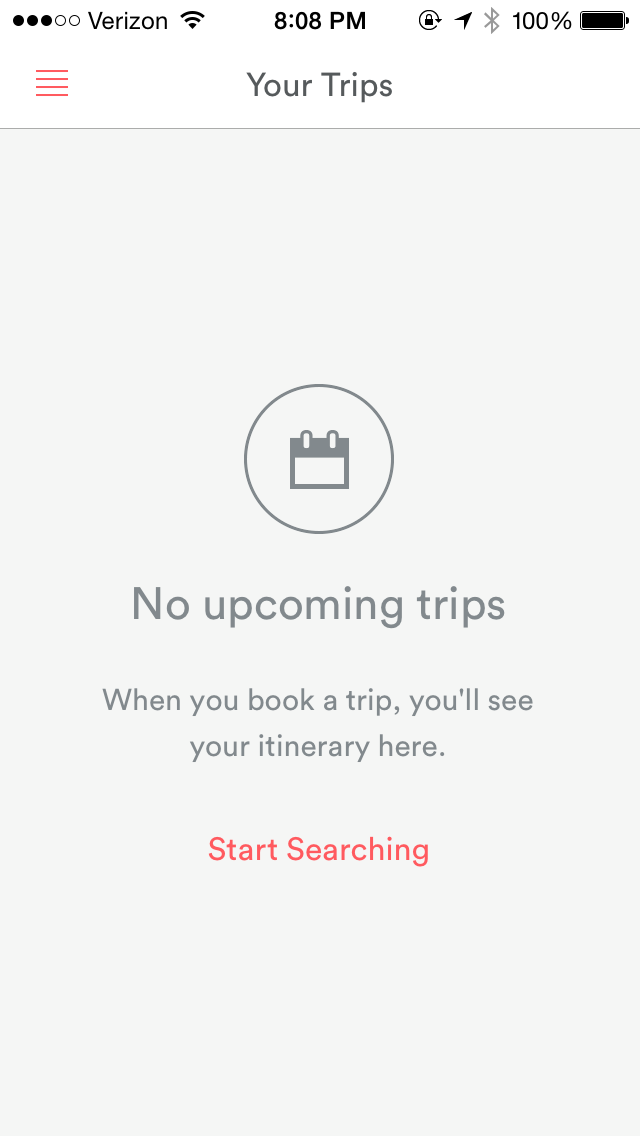 Verizon 8:08 PM 100%
Your Trips
No upcoming trips
When you book a trip, you'll see
your itinerary here.
Start Searching